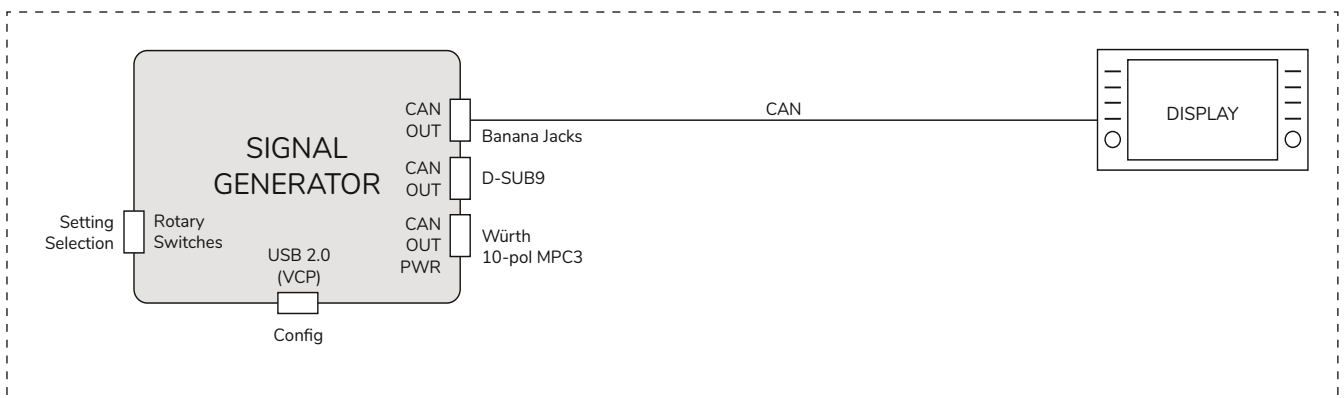 SIGNAL
GENERATOR
CAN
OUT
Banana Jacks
CAN
OUT
D-SUB9
CAN
OUT
PWR
Würth
10-pol MPC3
Setting
Selection
Rotary
Switches
USB 2.0
(VCP)
Config
CAN
DISPLAY